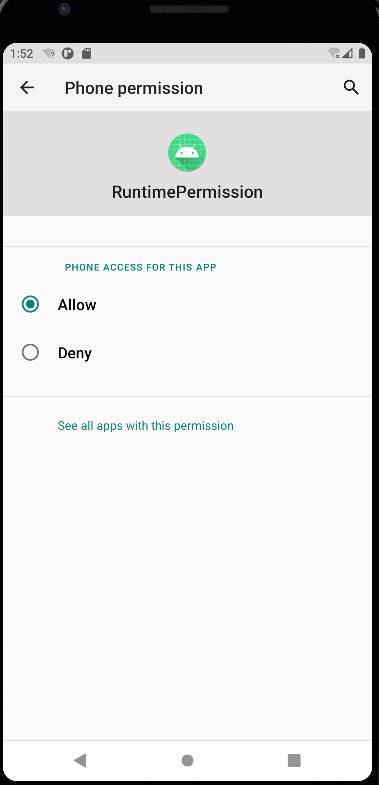 1:52
Phone permission
RuntimePermission
PHONE ACCESS FOR THIS APP
Allow
Deny
See all apps with this permission